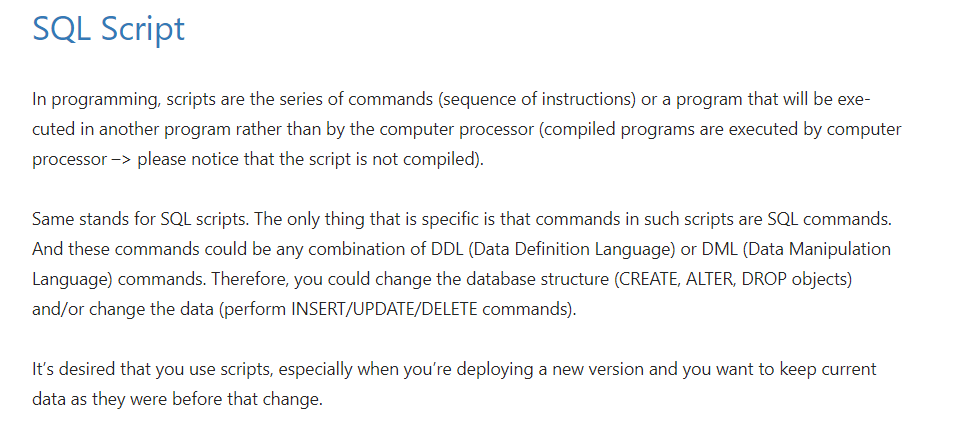 SQL Script
In programming, scripts are the series of commands (sequence of instructions) or a program that will be exe-
cuted in another program rather than by the computer processor (compiled programs are executed by computer
processor –> please notice that the script is not compiled).
Same stands for SQL scripts. The only thing that is specific is that commands in such scripts are SQL commands.
And these commands could be any combination of DDL (Data Definition Language) or DML (Data Manipulation
Language) commands. Therefore, you could change the database structure (CREATE, ALTER, DROP objects)
and/or change the data (perform INSERT/UPDATE/DELETE commands).
It’s desired that you use scripts, especially when you’re deploying a new version and you want to keep current
data as they were before that change.